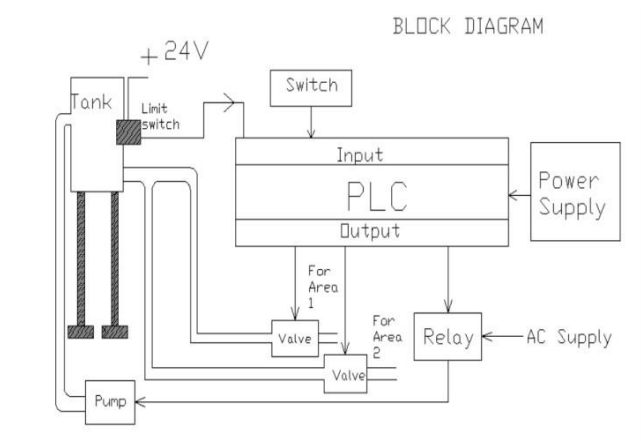 BLOCK DIAGRAM
+ 24V
Tank
Limit
switch
Switch
Input
PLC
Output
Power
Supply
For
Area
1
For
Area
2
Valve
Valve
Relay
AC Supply
Pump